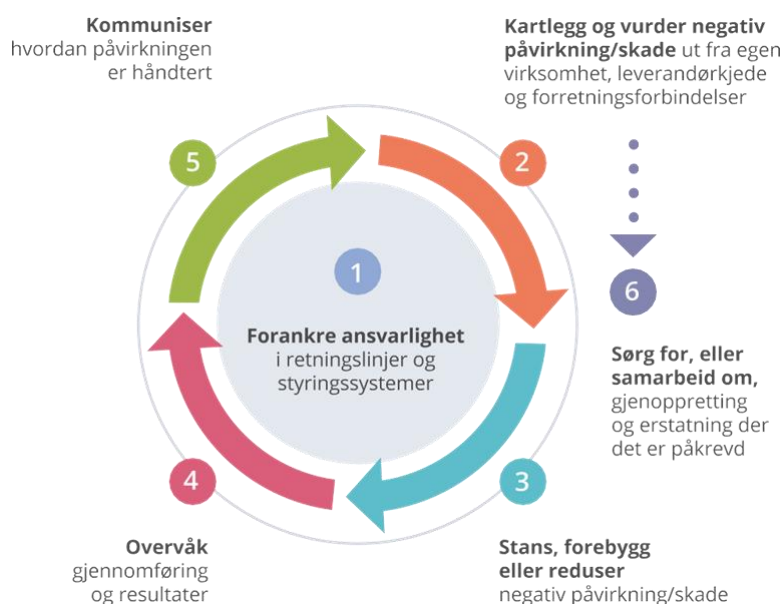 Kommuniser
hvordan påvirkningen
er håndtert
Kartlegg og vurder negativ
påvirkning/skade ut fra egen
virksomhet, leverandørkjede
og forretningsforbindelser
5
2
1
6
Forankre ansvarlighet
i retningslinjer og
styringssystemer
Sørg for, eller
samarbeid om,
gjenoppretting
og erstatning der
det er påkrevd
4
3
Overvåk
gjennomføring
og resultater
Stans, forebygg
eller reduser
negativ påvirkning/skade